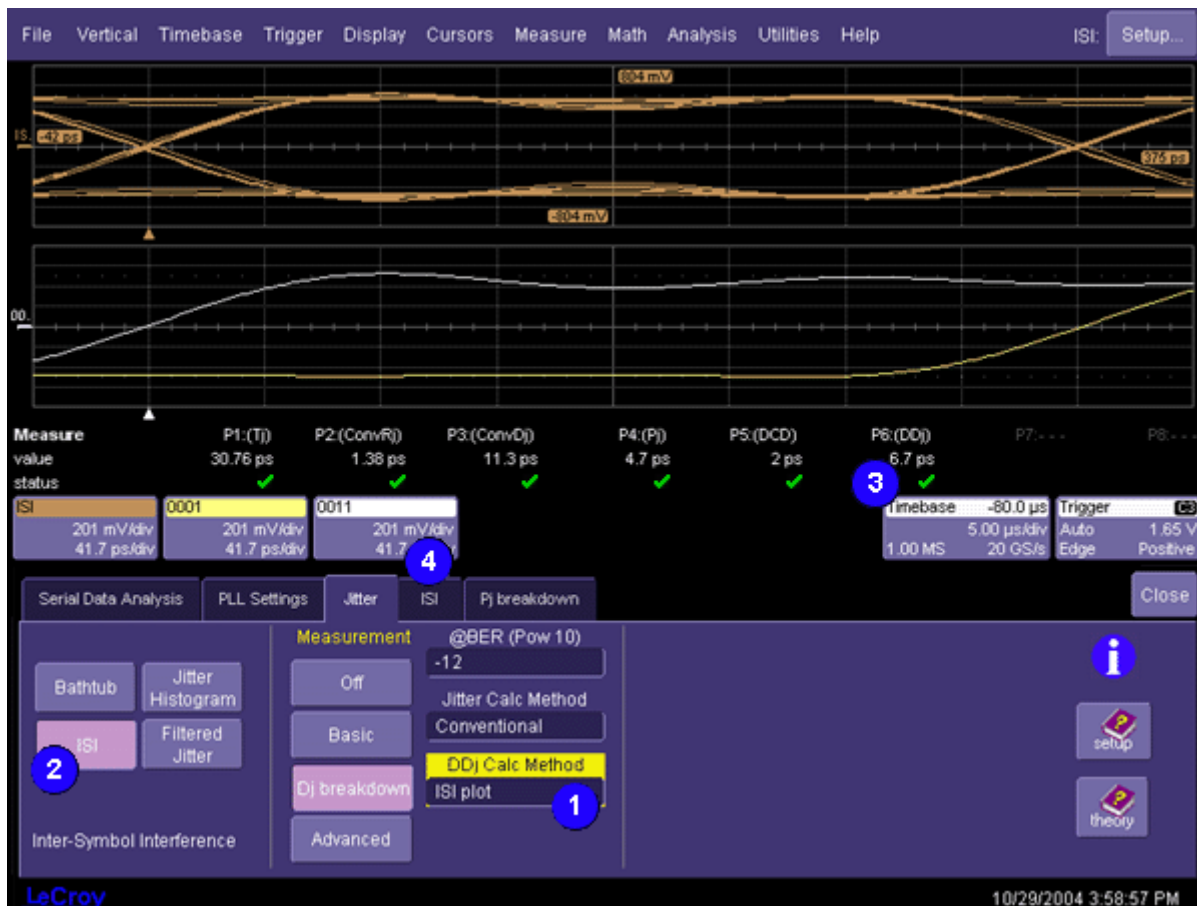 File Vertical Timebase Trigger Display Cursors Measure Math Analysis Utilities Help ISI: Setup...
804 mV
IS. -42 ps
375 ps
-804 mV
00.
Measure P1:(Tj) P2:(ConvRj) P3:(ConvDj) P4:(Pj) P5:(DCD) P6:(DDj) P7:--- P8:---
value 30.76 ps 1.38 ps 11.3 ps 4.7 ps 2 ps 6.7 ps
status
3
ISI 0001 0011 Timebase -80.0 µs Trigger C3
201 mV/div 201 mV/div 201 mV/div 5.00 µs/div Auto 1.65 V
41.7 ps/div 41.7 ps/div 41.7 1.00 MS 20 GS/s Edge Positive
4
Serial Data Analysis PLL Settings Jitter ISI Pj breakdown Close
Measurement @BER (Pow 10)
-12
Bathtub Jitter Histogram Off
Jitter Calc Method
ISI Filtered Jitter Basic Conventional
setup
2
DDj Calc Method
Dj breakdown ISI plot 1
theory
Inter-Symbol Interference Advanced
LeCroy 10/29/2004 3:58:57 PM